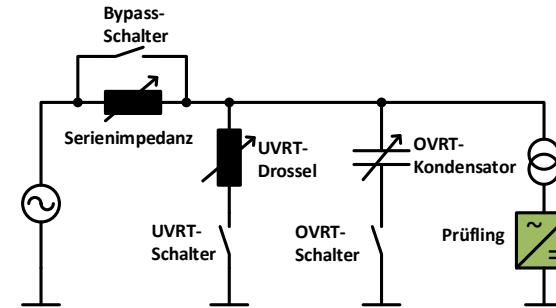 Bypass-
Schalter
Serienimpedanz
UVRT-
Drossel
OVRT-
Kondensator
UVRT-
Schalter
OVRT-
Schalter
Prüfling